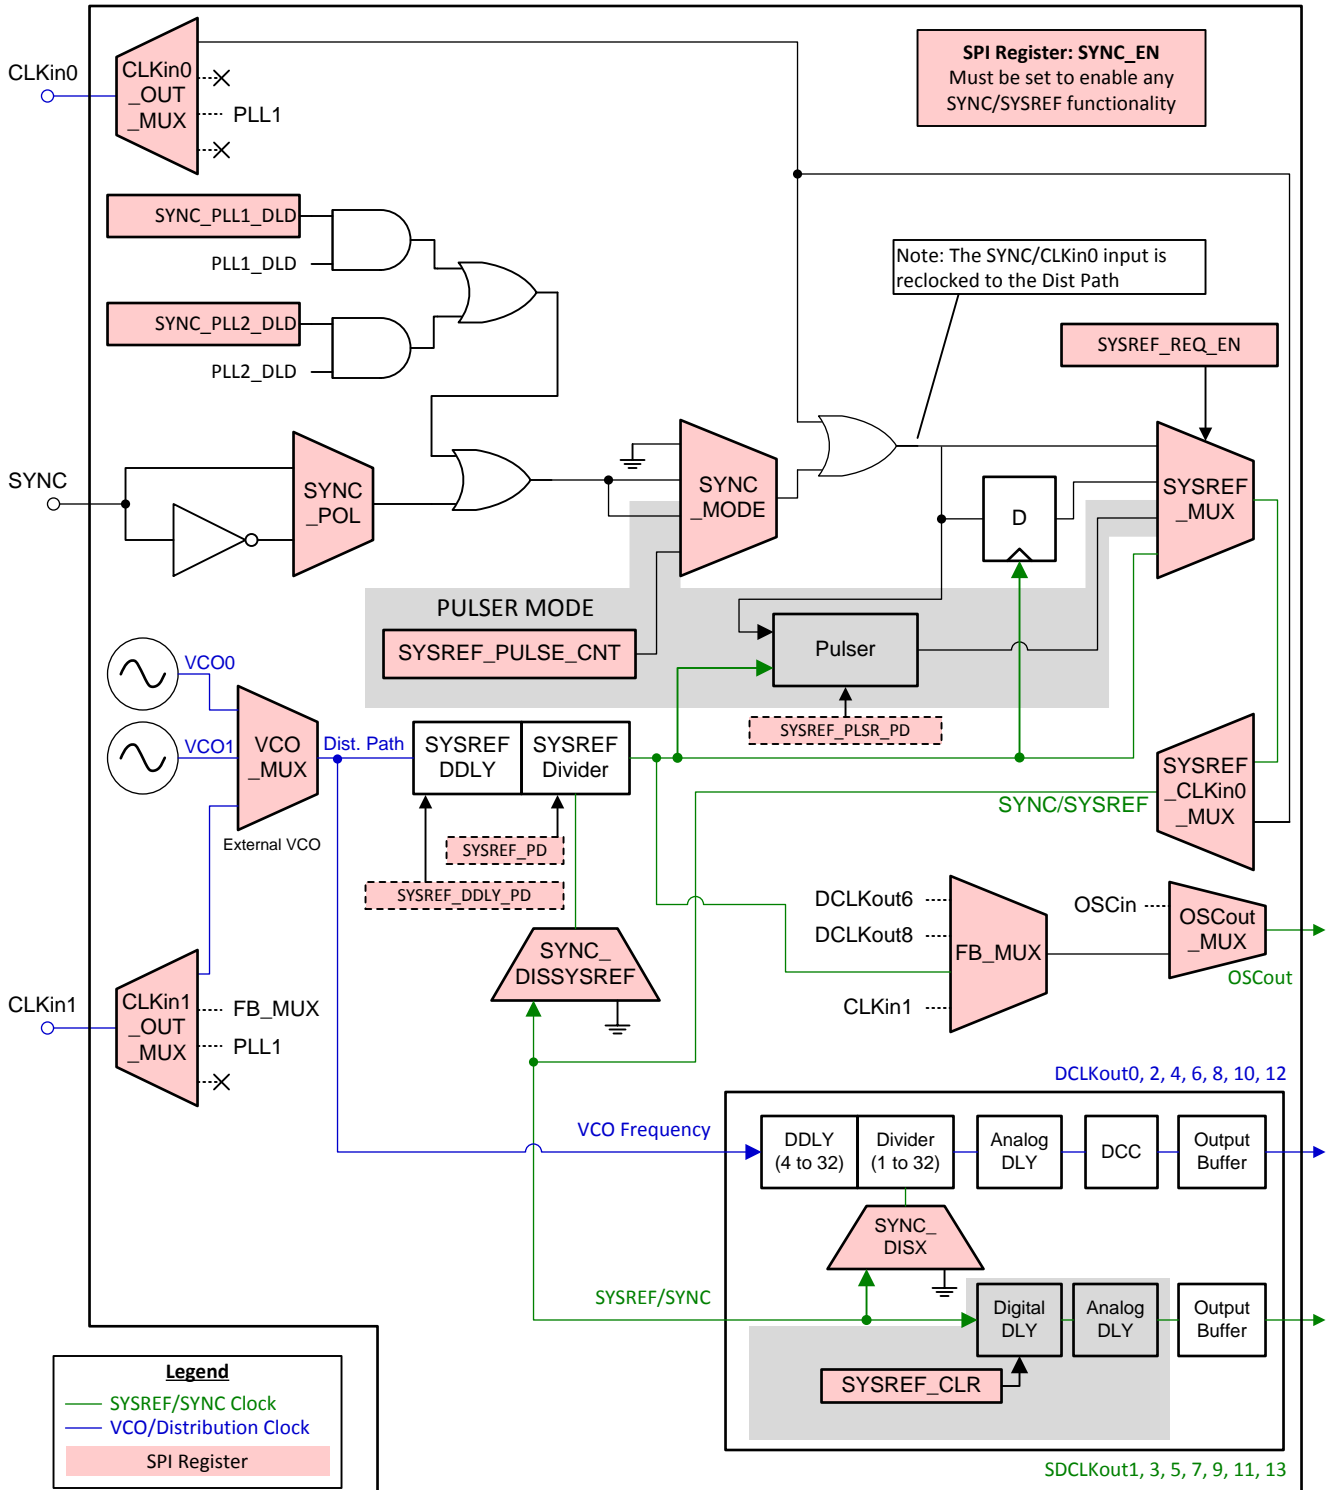 CLKin0
CLKin0
_OUT
_MUX
PLL1
SPI Register: SYNC_EN
Must be set to enable any
SYNC/SYSREF functionality
SYNC_PLL1_DLD
PLL1_DLD
SYNC_PLL2_DLD
PLL2_DLD
Note: The SYNC/CLKin0 input is
reclocked to the Dist Path
SYSREF_REQ_EN
SYNC
SYNC
_POL
SYNC
_MODE
D
SYSREF
_MUX
PULSER MODE
SYSREF_PULSE_CNT
Pulser
SYSREF_PLSR_PD
VCO0
VCO1
VCO
_MUX
External VCO
Dist. Path
SYSREF
DDLY
SYSREF
Divider
SYSREF_PD
SYSREF_DDLY_PD
SYNC/SYSREF
SYSREF
_CLKin0
_MUX
SYNC_
DISSYSREF
DCLKout6
DCLKout8
CLKin1
FB_MUX
OSCin
OSCout
_MUX
OSCout
CLKin1
CLKin1
_OUT
_MUX
FB_MUX
PLL1
DCLKout0, 2, 4, 6, 8, 10, 12
VCO Frequency
DDLY
(4 to 32)
Divider
(1 to 32)
Analog
DLY
DCC
Output
Buffer
SYNC_
DISX
SYSREF/SYNC
Digital
DLY
Analog
DLY
Output
Buffer
SYSREF_CLR
SDCLKout1, 3, 5, 7, 9, 11, 13
Legend
SYSREF/SYNC Clock
VCO/Distribution Clock
SPI Register